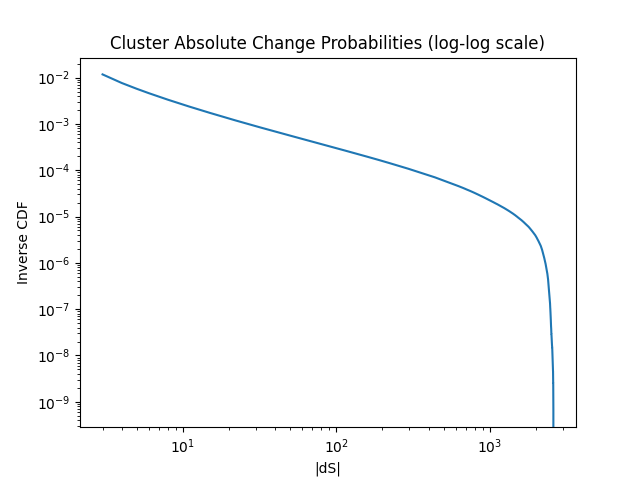 Cluster Absolute Change Probabilities (log-log scale)
Inverse CDF
10⁻²
10⁻³
10⁻⁴
10⁻⁵
10⁻⁶
10⁻⁷
10⁻⁸
10⁻⁹
10¹ 10² 10³
|dS|